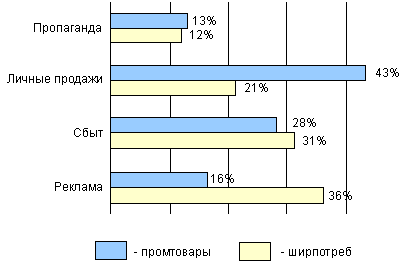 Пропаганда
13%
12%
Личные продажи
43%
21%
Сбыт
28%
31%
Реклама
16%
36%
- промтовары
- ширпотреб